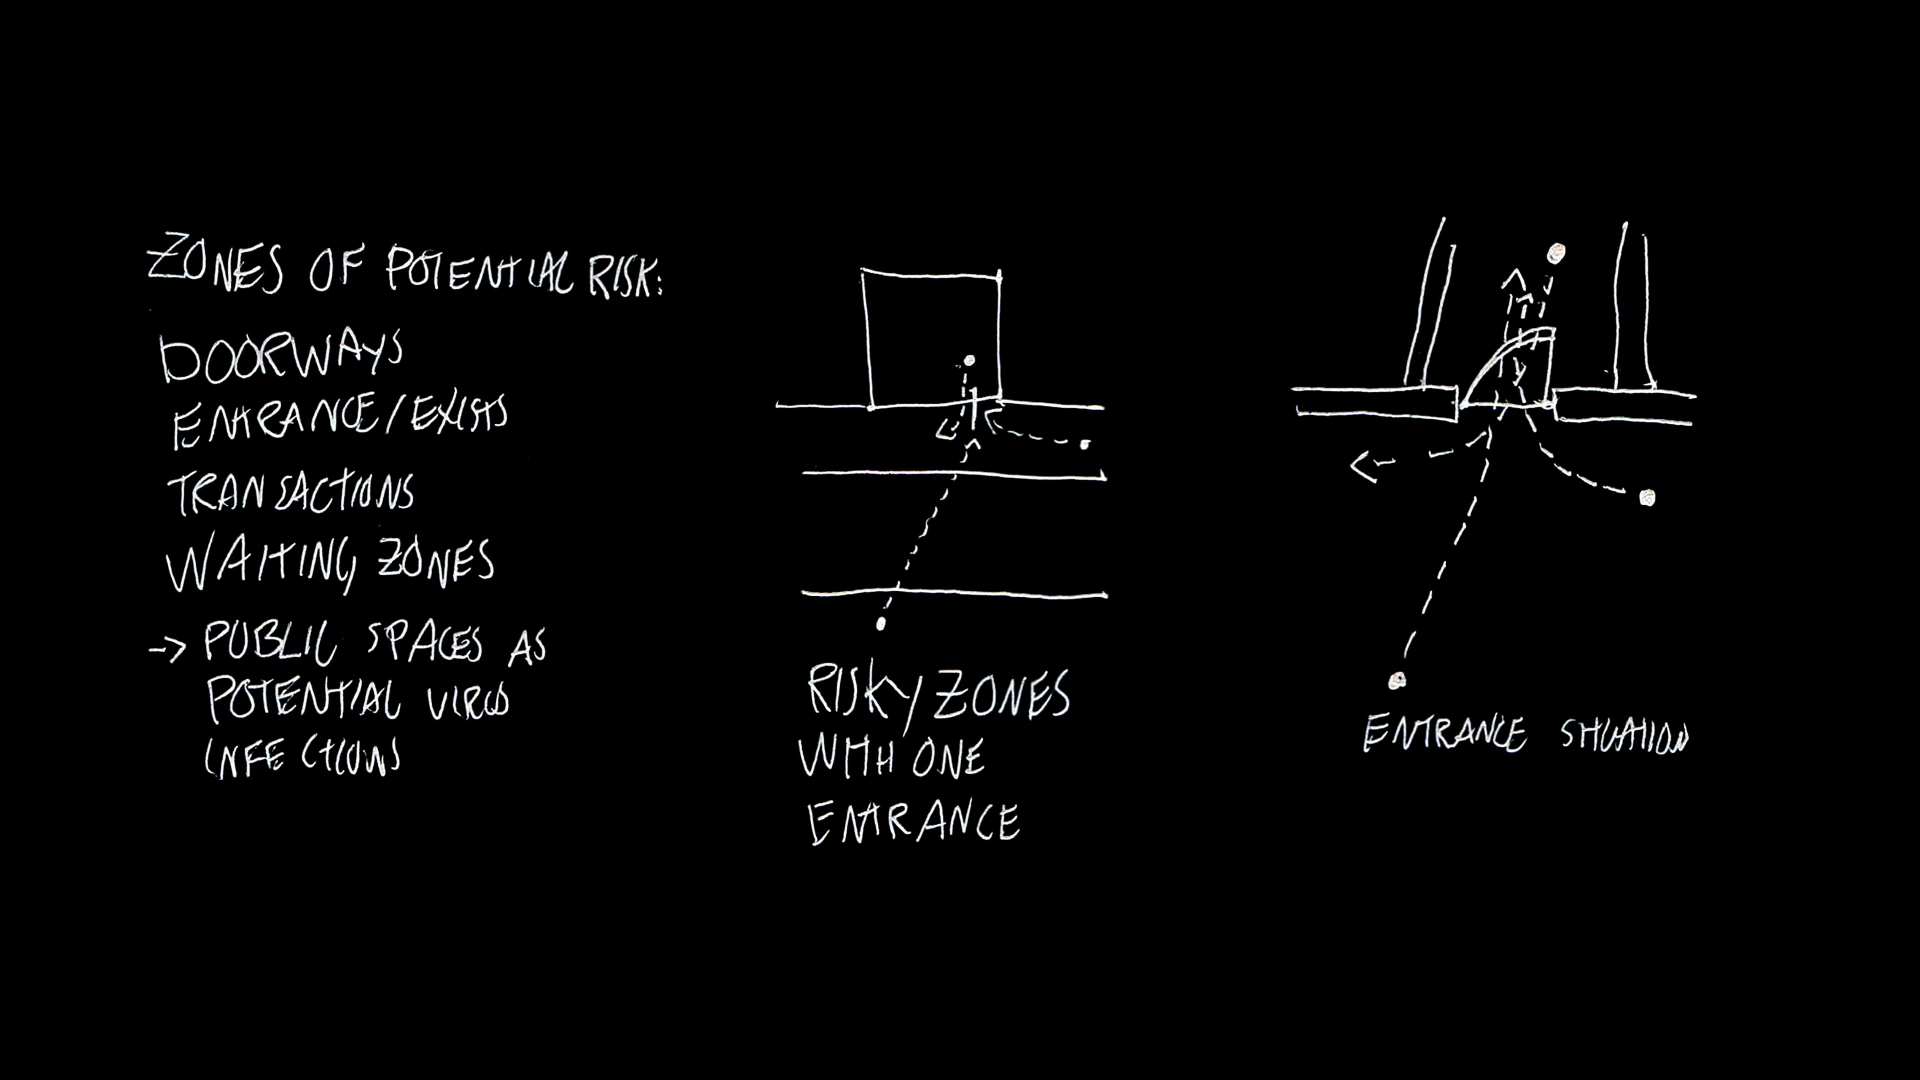 ZONES OF POTENTIAL RISK:
DOORWAYS
ENTRANCE/EXISTS
TRANSACTIONS
WAITING ZONES
-> PUBLIC SPACES AS
POTENTIAL VIRUS
INFECTIONS
RISKY ZONES
WITH ONE
ENTRANCE
ENTRANCE SITUATION